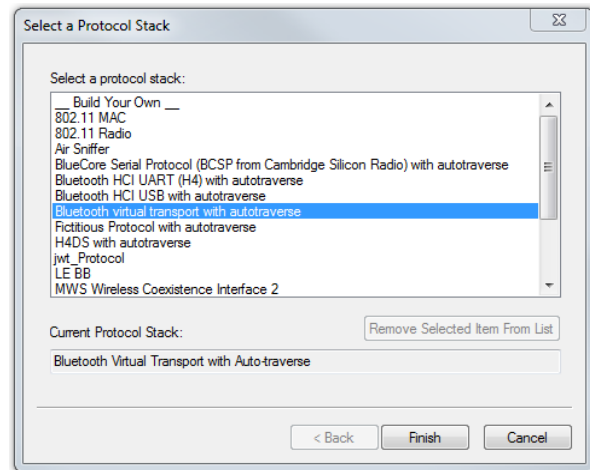 Select a Protocol Stack
Select a protocol stack:
__ Build Your Own __
802.11 MAC
802.11 Radio
Air Sniffer
BlueCore Serial Protocol (BCSP from Cambridge Silicon Radio) with autotraverse
Bluetooth HCI UART (H4) with autotraverse
Bluetooth HCI USB with autotraverse
Bluetooth virtual transport with autotraverse
Fictitious Protocol with autotraverse
H4DS with autotraverse
jwt_Protocol
LE BB
MWS Wireless Coexistence Interface 2
Current Protocol Stack:
Remove Selected Item From List
Bluetooth Virtual Transport with Auto-traverse
< Back
Finish
Cancel